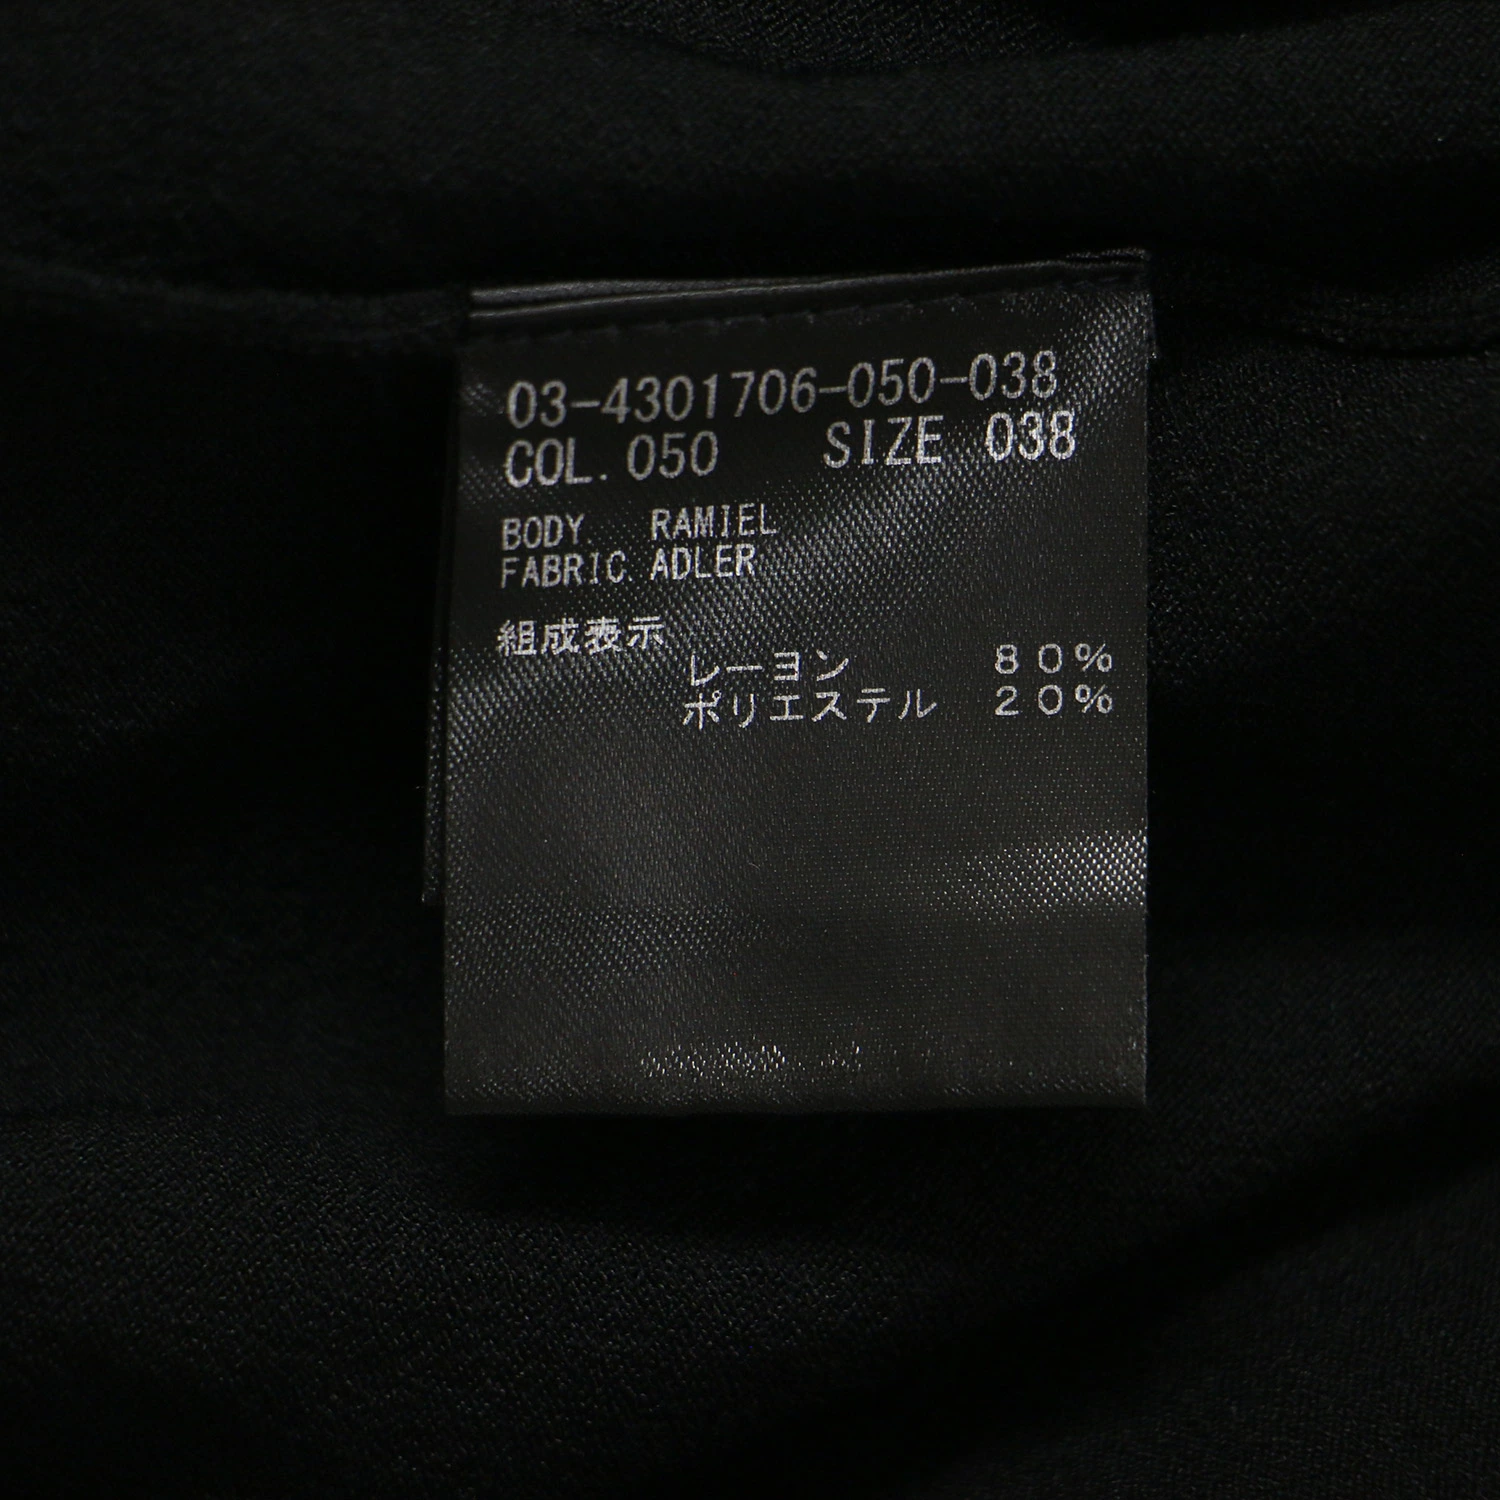 03-4301706-050-038
COL. 050 SIZE 038
BODY RAMIEL
FABRIC ADLER
組成表示
レーヨン 80%
ポリエステル 20%